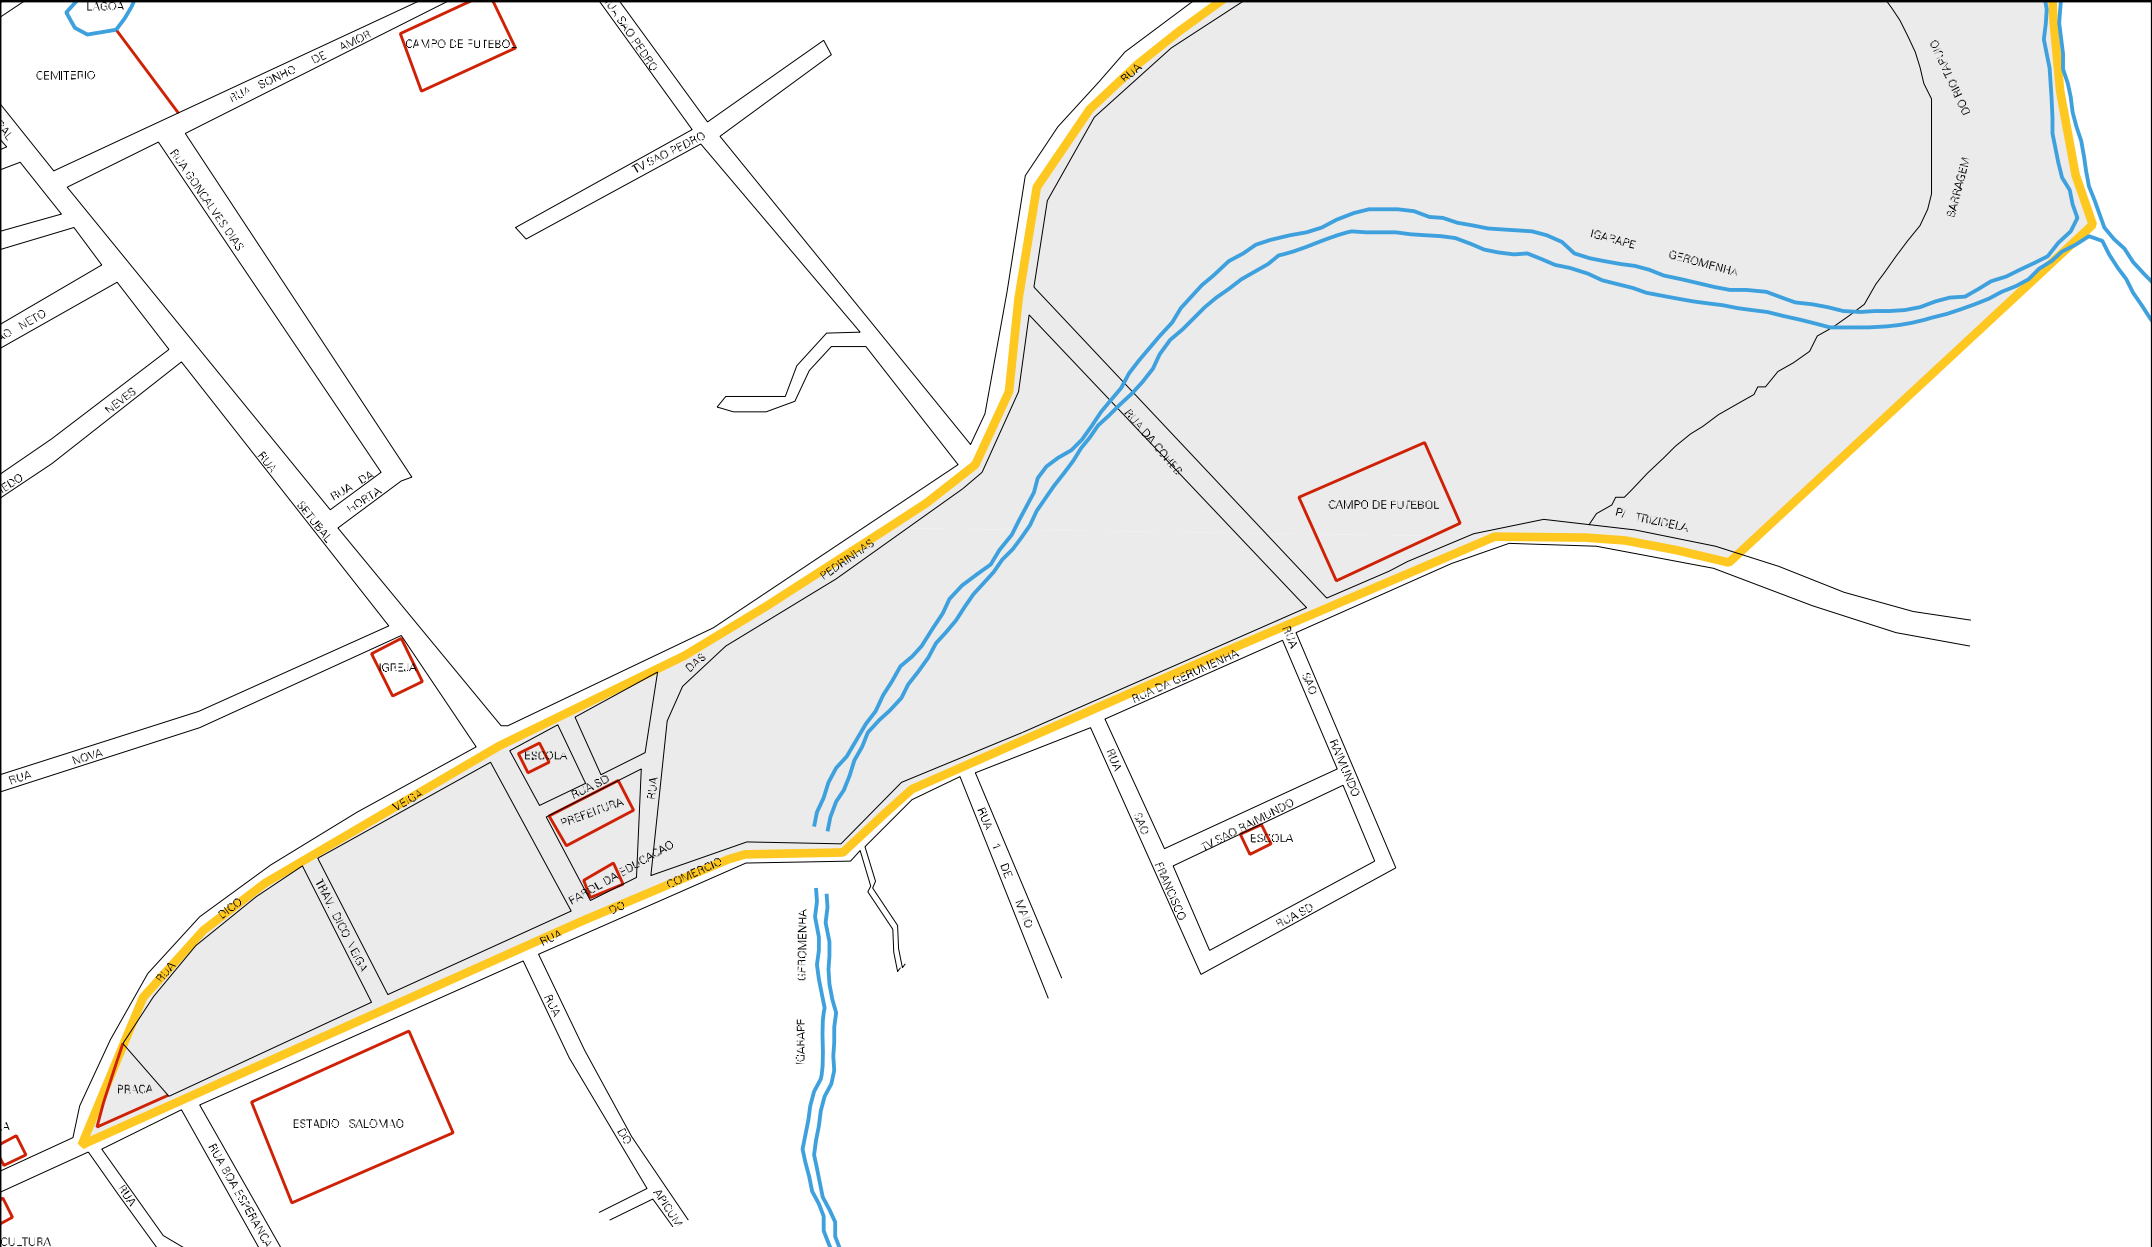 LAGOA
CEMITERIO
RUA SONHO DE AMOR
CAMPO DE FUTEBOL
SAO PEDRO
TV SAO PEDRO
RUA GONCALVES DIAS
NETO
NEVES
RUA SETUBAL
RUA DA HORTA
IGREJA
RUA NOVA
RUA DAS PEDRINHAS
IGARAPE GEROMENHA
BARRAGEM DO RIO TAPUIO
RUA DA COHEB
CAMPO DE FUTEBOL
P/ TRIZIDELA
RUA DA GERUMENHA
RUA SAO RAIMUNDO
TV SAO RAIMUNDO
ESCOLA
RUA SAO FRANCISCO
RUA SD
RUA 1 DE MAIO
ESCOLA
RUA SD
PREFEITURA
FAROL DA EDUCACAO
RUA DO COMERCIO
RUA DICO VEIGA
TRAV. DICO VEIGA
PRACA
ESTADIO SALOMAO
RUA BOA ESPERANCA
RUA
RUA DO APICUM
IGARAPE GEROMENHA
CULTURA